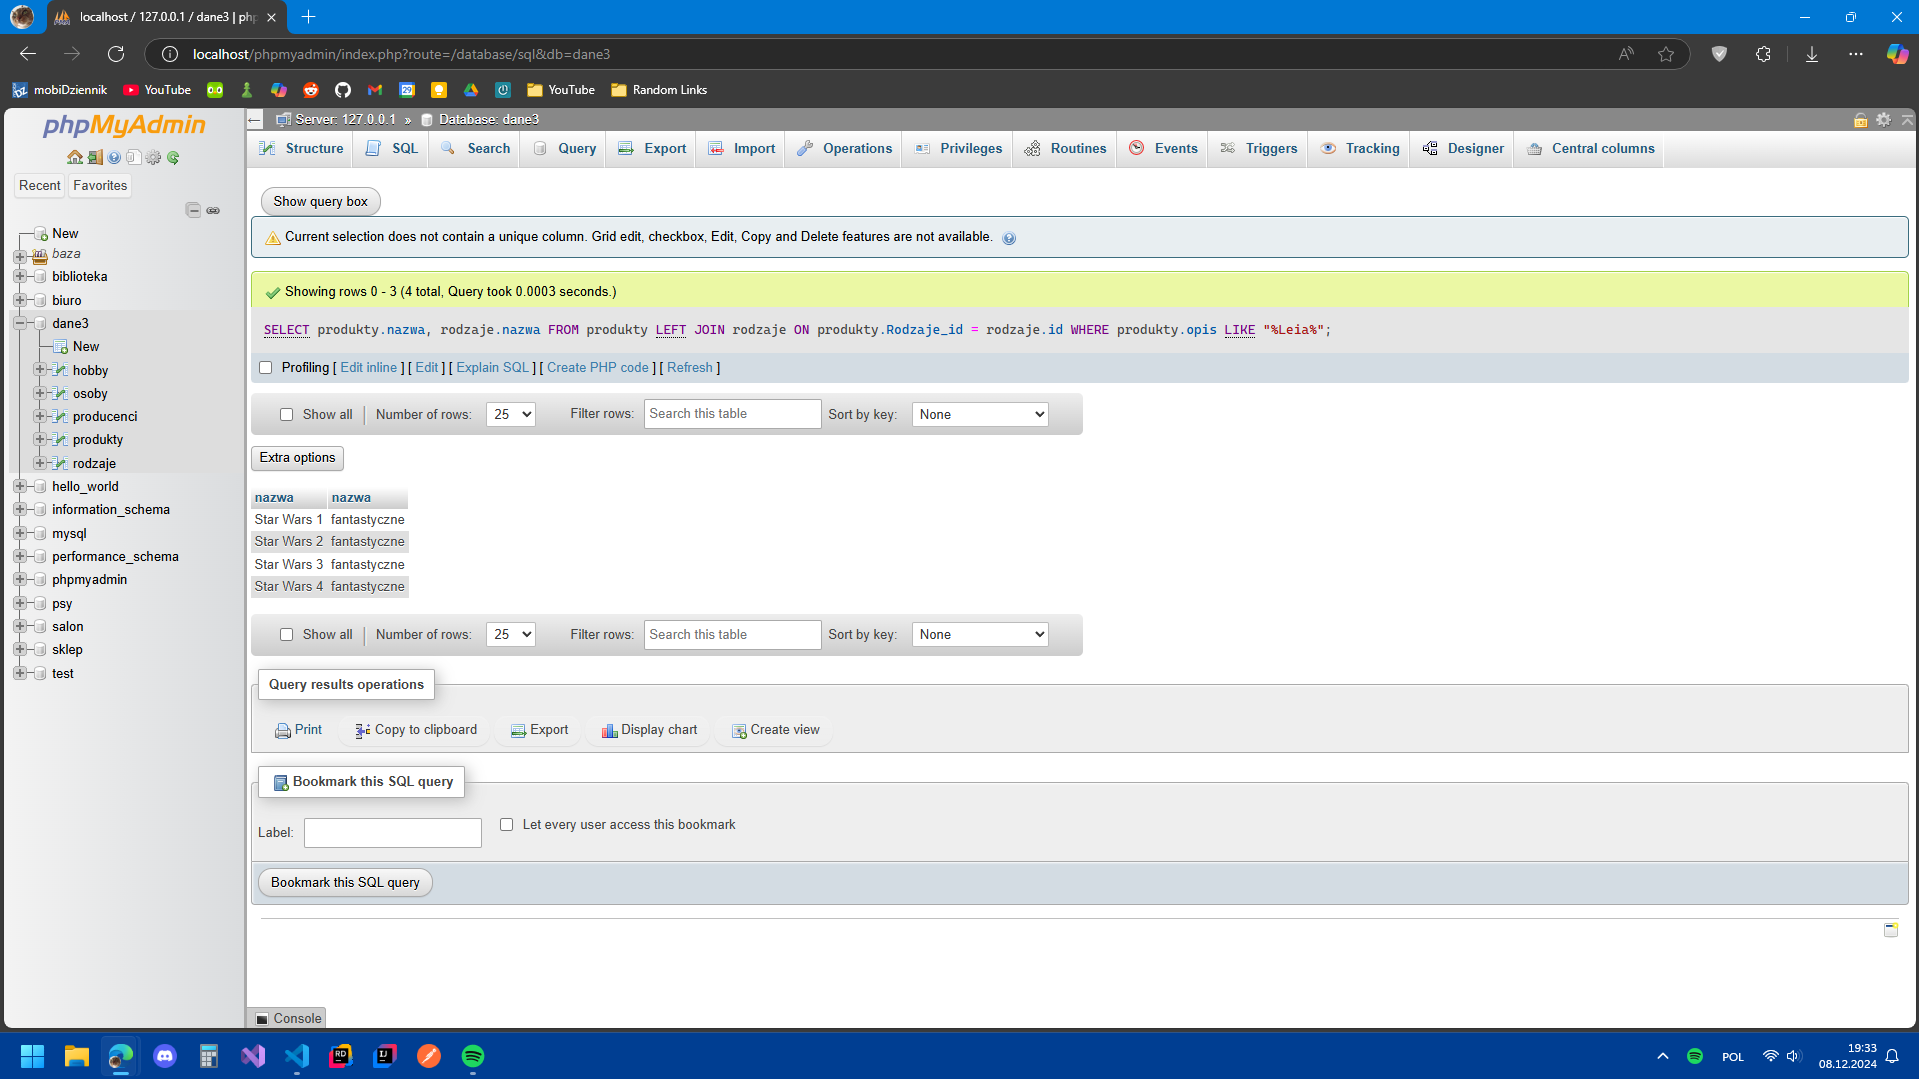 localhost / 127.0.0.1 / dane3 | php
localhost/phpmyadmin/index.php?route=/database/sql&db=dane3
mobiDziennik YouTube YouTube Random Links
phpMyAdmin
Recent Favorites
New
baza
biblioteka
biuro
dane3
New
hobby
osoby
producenci
produkty
rodzaje
hello_world
information_schema
mysql
performance_schema
phpmyadmin
psy
salon
sklep
test
Server: 127.0.0.1 » Database: dane3
Structure SQL Search Query Export Import Operations Privileges Routines Events Triggers Tracking Designer Central columns
Show query box
Current selection does not contain a unique column. Grid edit, checkbox, Edit, Copy and Delete features are not available.
Showing rows 0 - 3 (4 total, Query took 0.0003 seconds.)
SELECT produkty.nazwa, rodzaje.nazwa FROM produkty LEFT JOIN rodzaje ON produkty.Rodzaje_id = rodzaje.id WHERE produkty.opis LIKE "%Leia%";
Profiling [ Edit inline ] [ Edit ] [ Explain SQL ] [ Create PHP code ] [ Refresh ]
Show all Number of rows: 25 Filter rows: Search this table Sort by key: None
Extra options
nazwa nazwa
Star Wars 1 fantastyczne
Star Wars 2 fantastyczne
Star Wars 3 fantastyczne
Star Wars 4 fantastyczne
Show all Number of rows: 25 Filter rows: Search this table Sort by key: None
Query results operations
Print Copy to clipboard Export Display chart Create view
Bookmark this SQL query
Label: Let every user access this bookmark
Bookmark this SQL query
Console
POL 19:33
08.12.2024